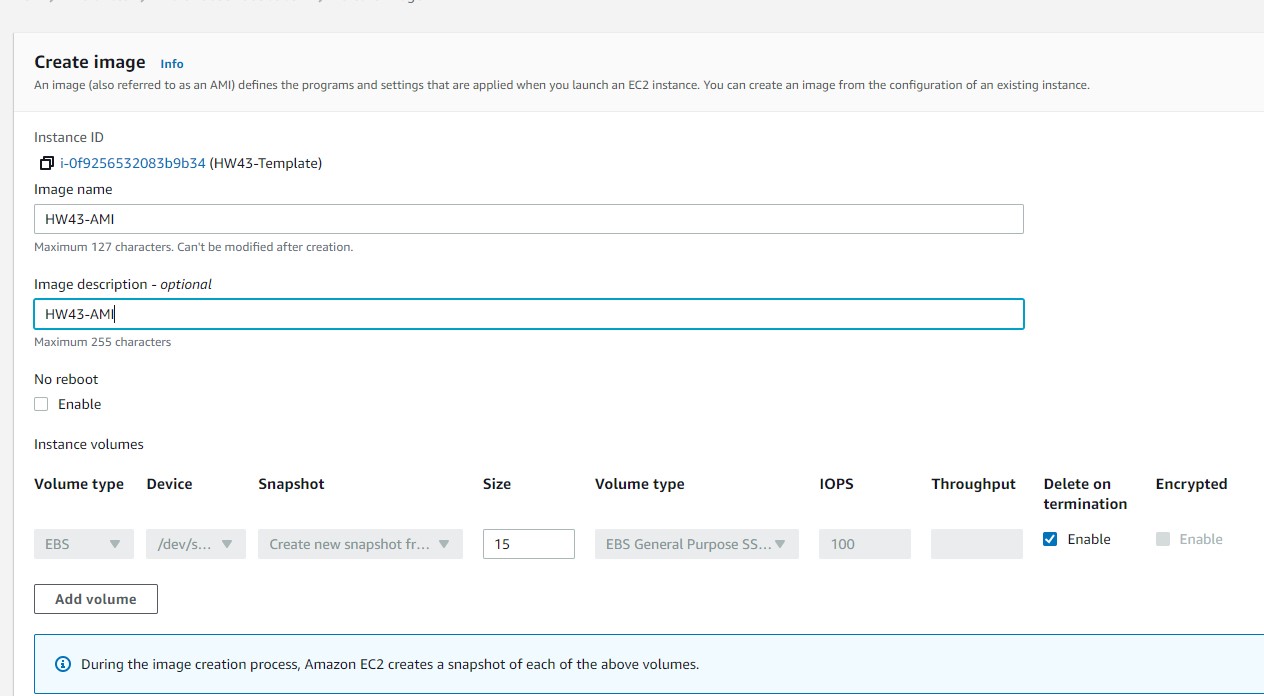 Create image Info
An image (also referred to as an AMI) defines the programs and settings that are applied when you launch an EC2 instance. You can create an image from the configuration of an existing instance.
Instance ID
i-0f9256532083b9b34 (HW43-Template)
Image name
HW43-AMI
Maximum 127 characters. Can't be modified after creation.
Image description - optional
HW43-AMI
Maximum 255 characters
No reboot
Enable
Instance volumes
Volume type Device Snapshot Size Volume type IOPS Throughput Delete on termination Encrypted
EBS /dev/s... Create new snapshot fr... 15 EBS General Purpose SS... 100 Enable Enable
Add volume
During the image creation process, Amazon EC2 creates a snapshot of each of the above volumes.